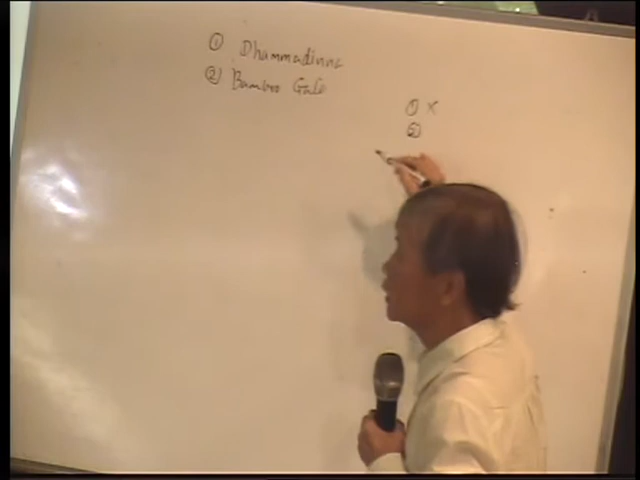 ① Dhammadinna
② Bamboo Gate
① x
②